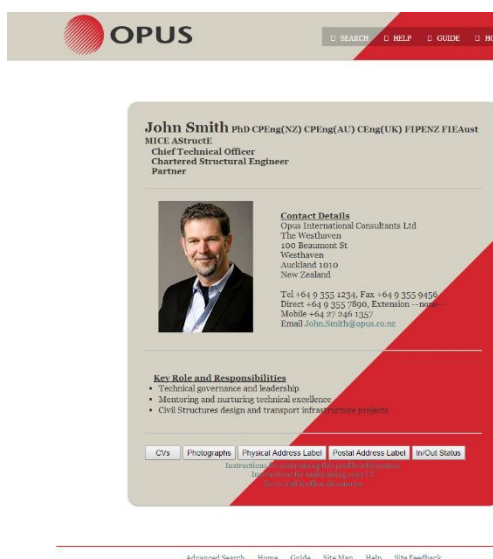 OPUS
SEARCH HELP GUIDE
John Smith PhD CPEng(NZ) CPEng(AU) CEng(UK) FIPENZ FIEAust
MICE AStructE
Chief Technical Officer
Chartered Structural Engineer
Partner
Contact Details
Opus International Consultants Ltd
The Westhaven
100 Beaumont St
Westhaven
Auckland 1010
New Zealand
Tel +64 9 355 1234, Fax +64 9 355 9456
Direct +64 9 355 7890, Extension --none--
Mobile +64 27 246 1357
Email John.Smith@opus.co.nz
Key Role and Responsibilities
• Technical governance and leadership
• Mentoring and nurturing technical excellence
• Civil Structures design and transport infrastructure projects
CVs Photographs Physical Address Label Postal Address Label In/Out Status
Instructions for maintaining this profile information.
Instructions for maintaining your CV
Advanced Search Home Guide Site Map Help Site Feedback